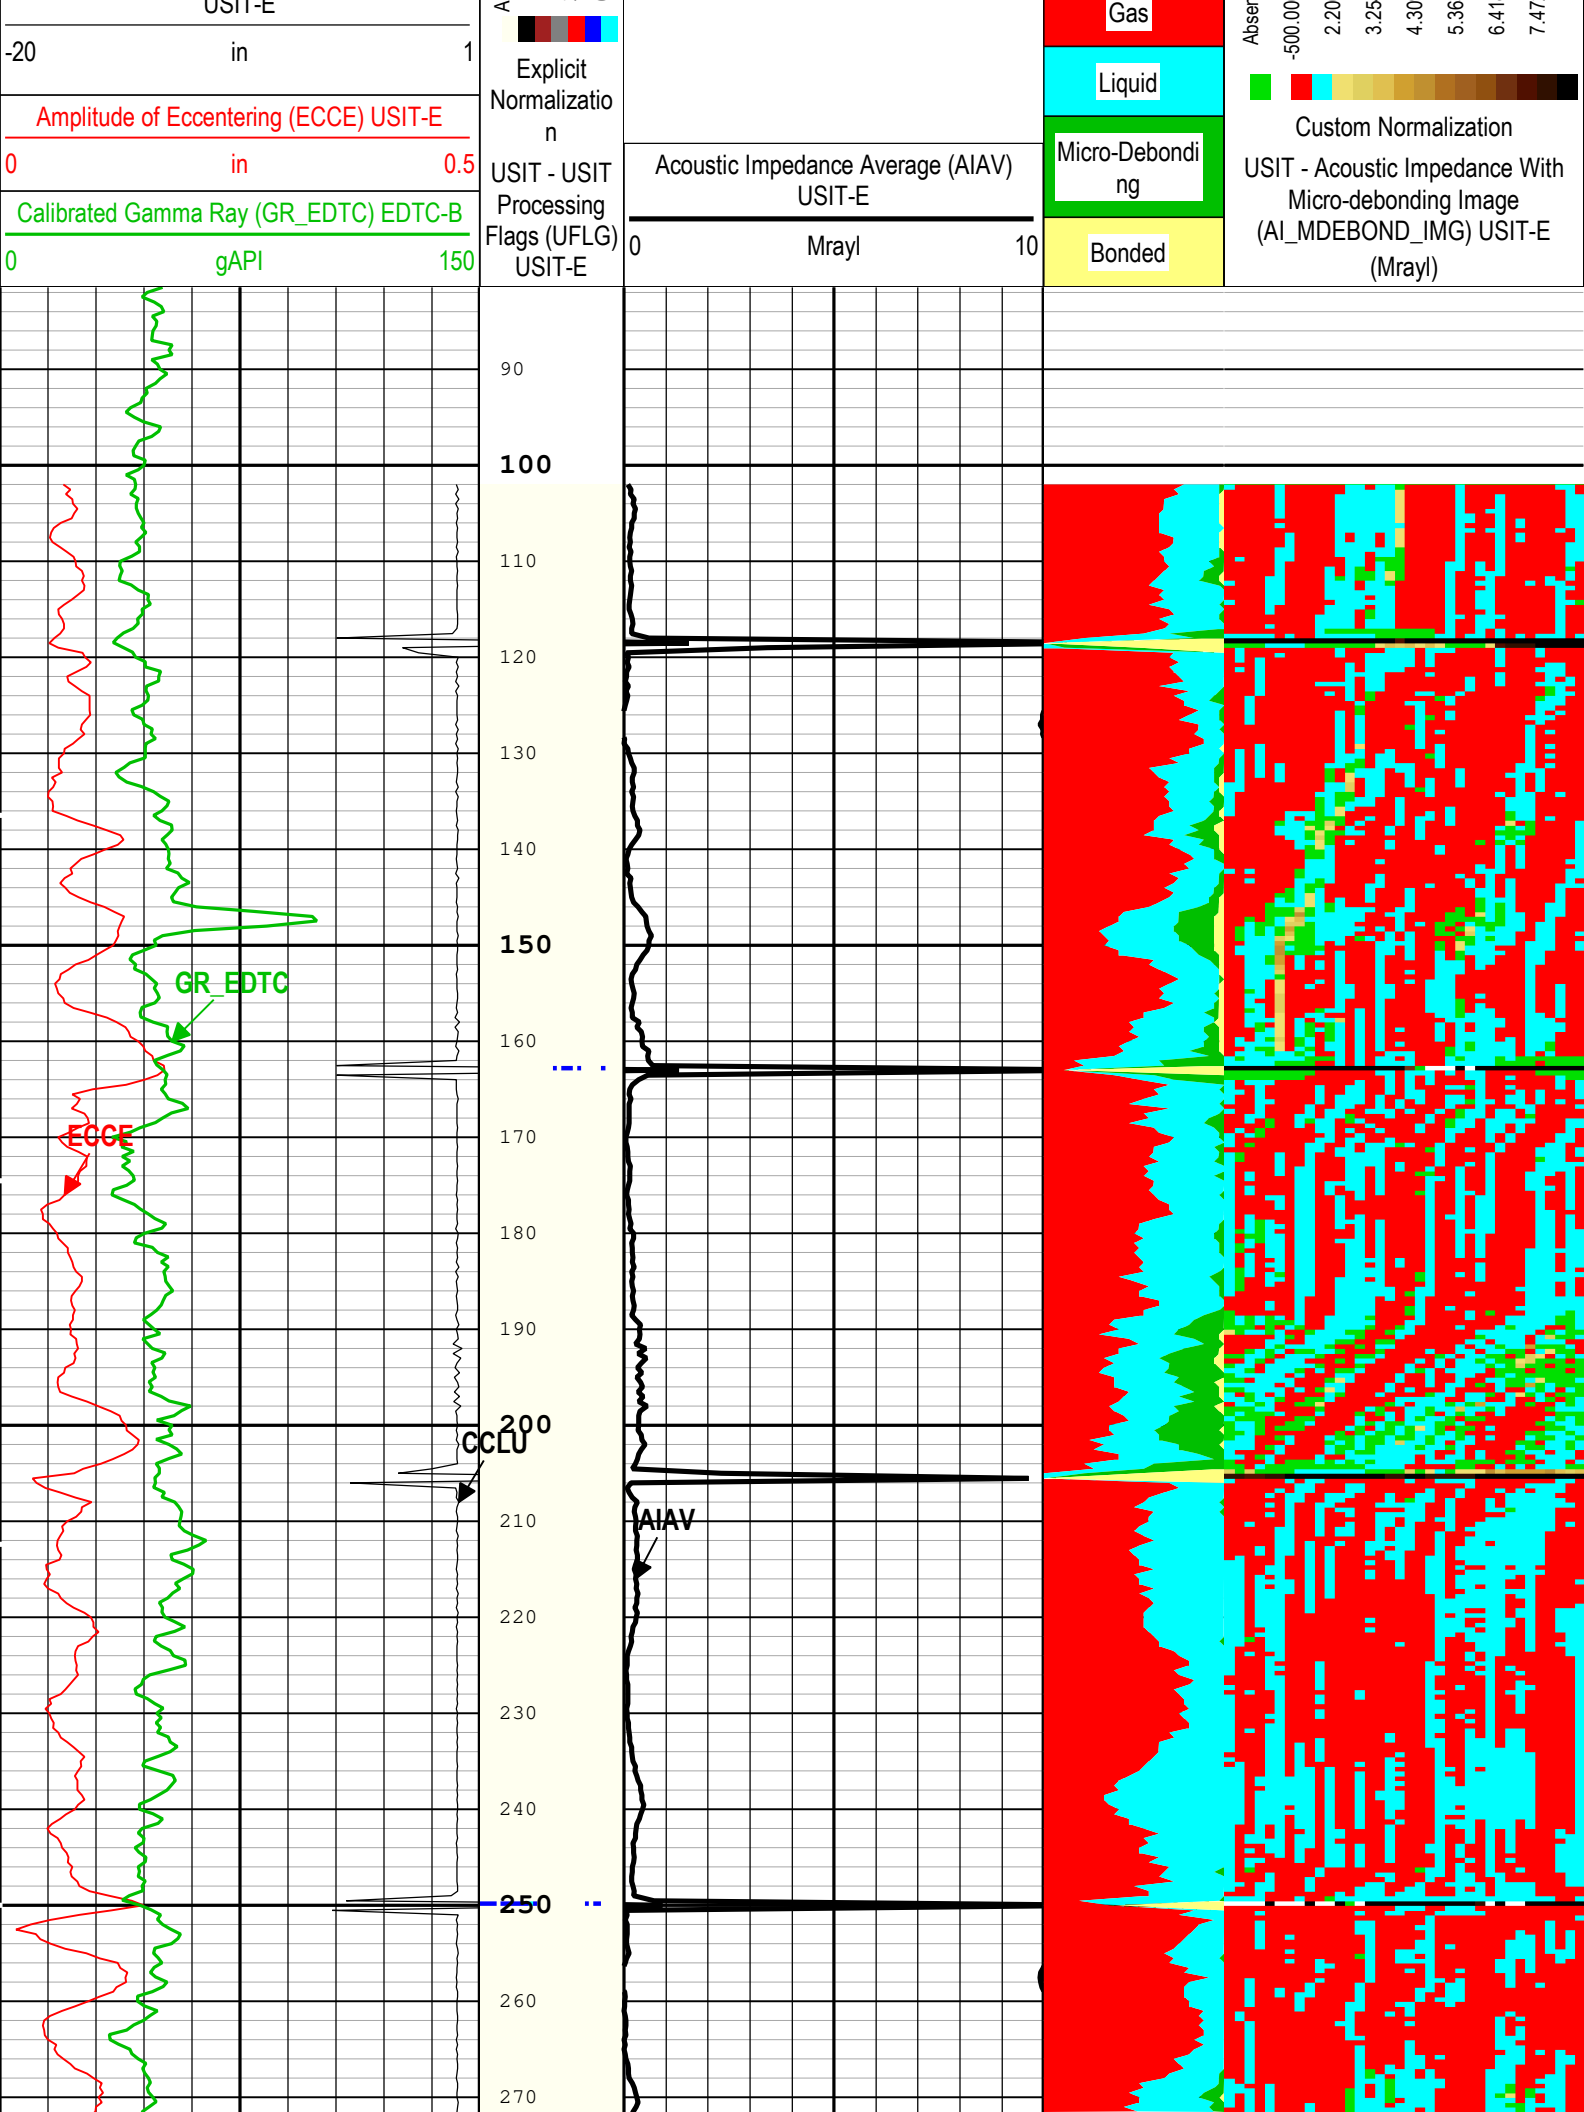 USIT-E
-20 in 1
Amplitude of Eccentering (ECCE) USIT-E
0 in 0.5
Calibrated Gamma Ray (GR_EDTC) EDTC-B
0 gAPI 150
Explicit
Normalizatio
n
USIT - USIT
Processing
Flags (UFLG)
USIT-E
Acoustic Impedance Average (AIAV)
USIT-E
0 Mrayl 10
Gas
Liquid
Micro-Debondi
ng
Bonded
Absen
-500.00
2.20
3.25
4.30
5.36
6.41
7.47
Custom Normalization
USIT - Acoustic Impedance With
Micro-debonding Image
(AI_MDEBOND_IMG) USIT-E
(Mrayl)
90
100
110
120
130
140
150
GR_EDTC
160
170
ECCE
180
190
200
CCLU
210
AIAV
220
230
240
250
260
270